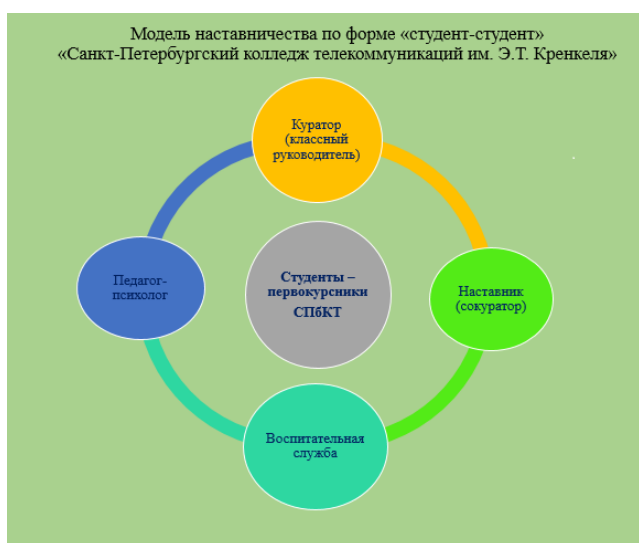 Модель наставничества по форме «студент-студент»
«Санкт-Петербургский колледж телекоммуникаций им. Э.Т. Кренкеля»
Куратор
(классный
руководитель)
Педагог-
психолог
Студенты –
первокурсники
СПбКТ
Наставник
(сокуратор)
Воспитательная
служба